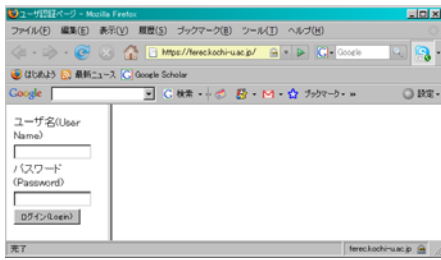 ユーザ認証ページ - Mozilla Firefox
ファイル(F) 編集(E) 表示(V) 履歴(S) ブックマーク(B) ツール(T) ヘルプ(H)
https://ferec.kochi-u.ac.jp/ Google
はじめよう 最新ニュース Google Scholar
Google 検索 ブックマーク 設定
ユーザ名(User
Name)
パスワード
(Password)
ログイン(Login)
完了 ferec.kochi-u.ac.jp